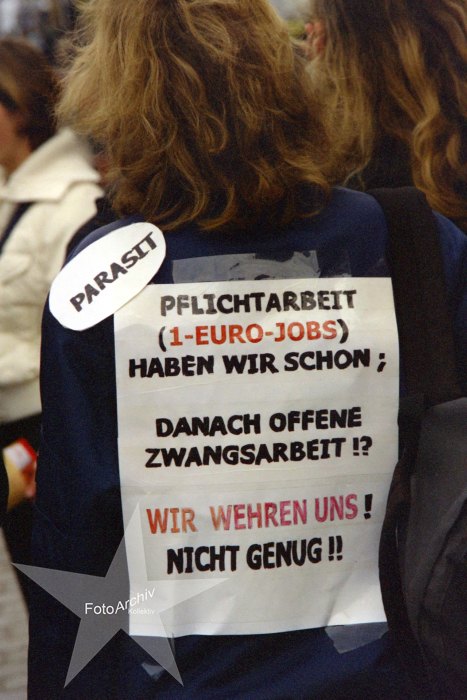 PARASIT
PFLICHTARBEIT
(1-EURO-JOBS)
HABEN WIR SCHON ;
DANACH OFFENE
ZWANGSARBEIT !?
WIR WEHREN UNS !
NICHT GENUG !!
FotoArchiv
Kollektiv